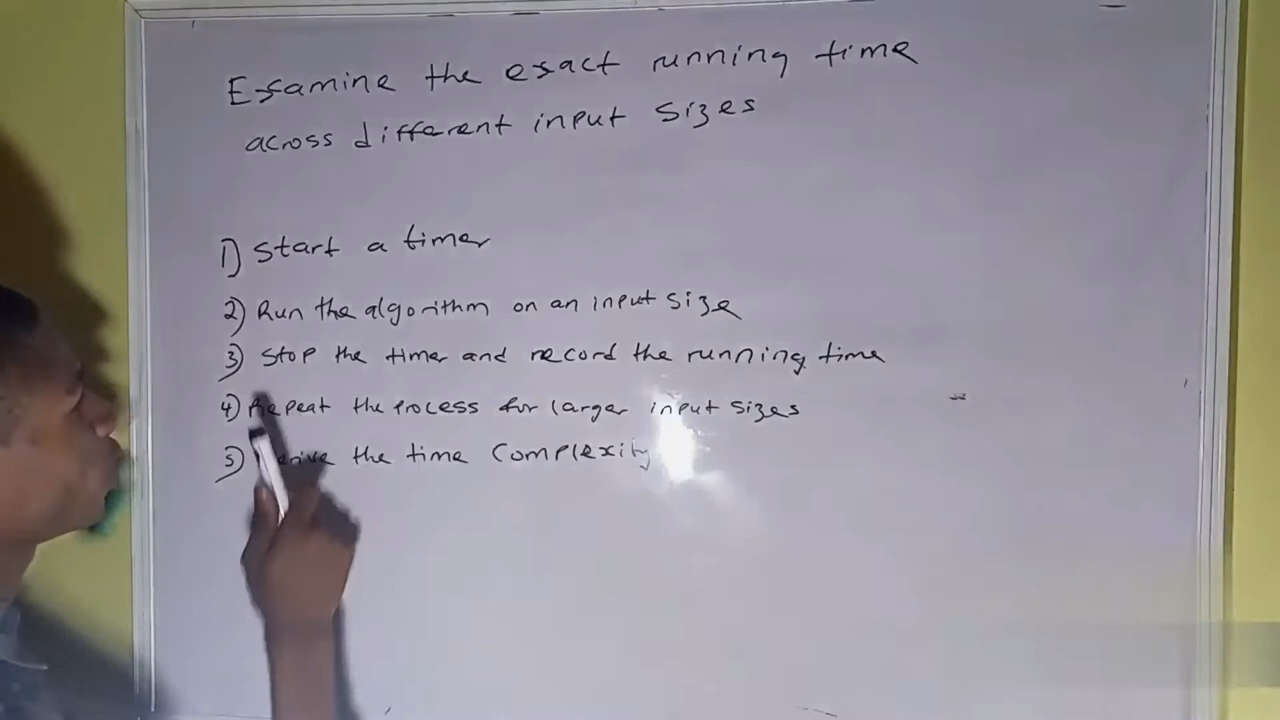 Examine the exact running time
across different input sizes
1) Start a timer
2) Run the algorithm on an input size
3) Stop the timer and record the running time
4) Repeat the process for larger input sizes
5) the time complexity